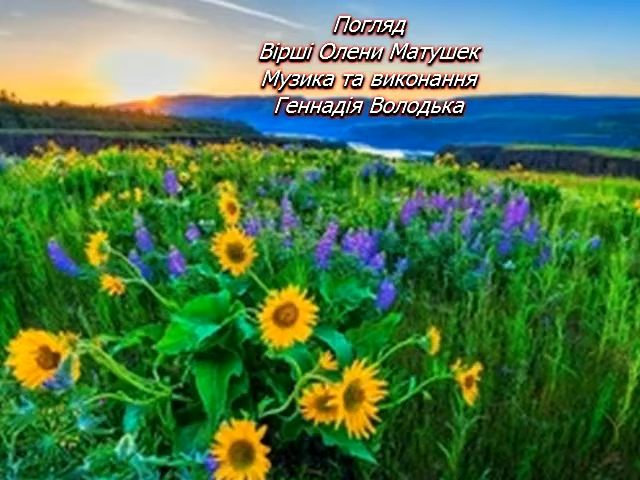 Погляд
Вірші Олени Матушек
Музика та виконання
Геннадія Володька